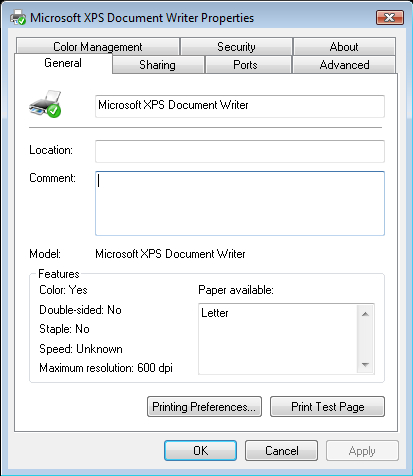 Microsoft XPS Document Writer Properties
Color Management Security About
General Sharing Ports Advanced
Microsoft XPS Document Writer
Location:
Comment:
Model: Microsoft XPS Document Writer
Features
Color: Yes Paper available:
Double-sided: No Letter
Staple: No
Speed: Unknown
Maximum resolution: 600 dpi
Printing Preferences... Print Test Page
OK Cancel Apply